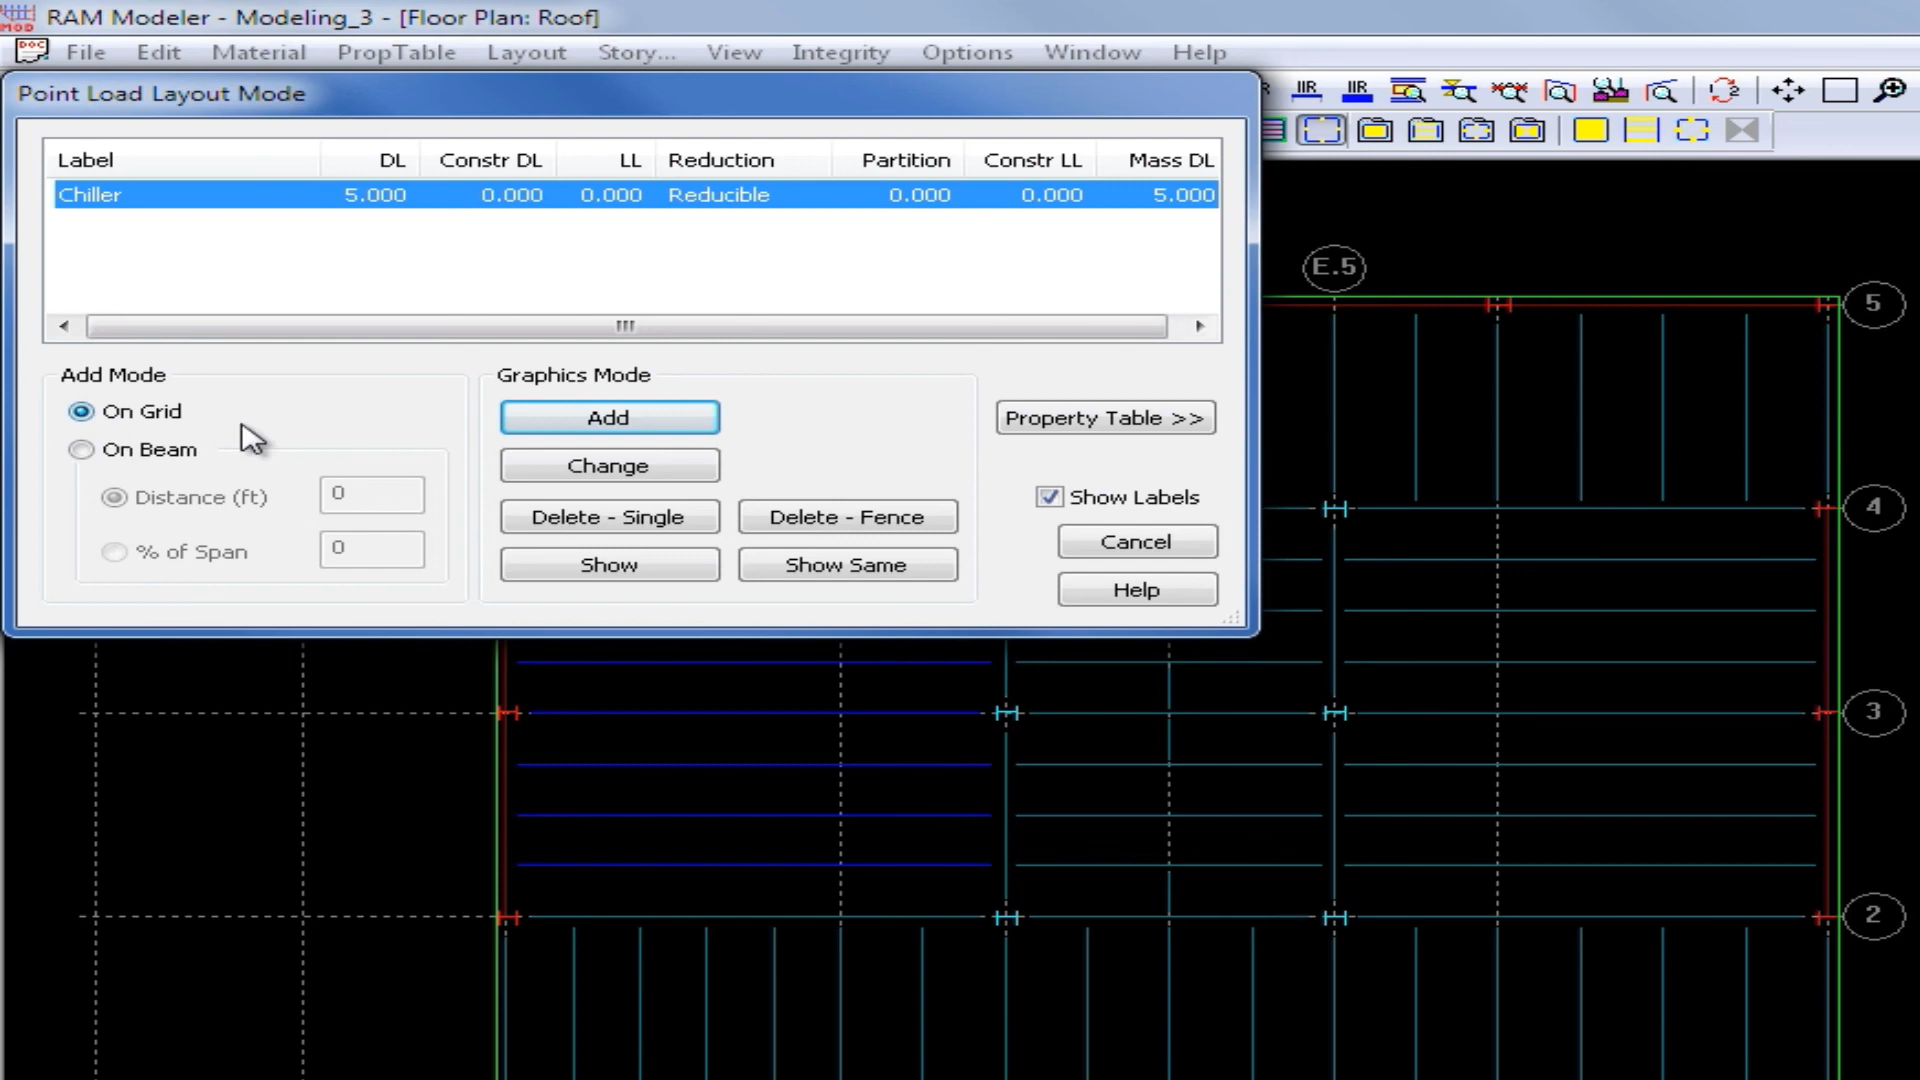 RAM Modeler - Modeling_3 - [Floor Plan: Roof]
MOD
DOC File Edit Material PropTable Layout Story... View Integrity Options Window Help
Point Load Layout Mode
Label DL Constr DL LL Reduction Partition Constr LL Mass DL
Chiller 5.000 0.000 0.000 Reducible 0.000 0.000 5.000
Add Mode
On Grid
On Beam
Distance (ft) 0
% of Span 0
Graphics Mode
Add
Change
Delete - Single Delete - Fence
Show Show Same
Property Table >>
Show Labels
Cancel
Help
E.5
5
4
3
2